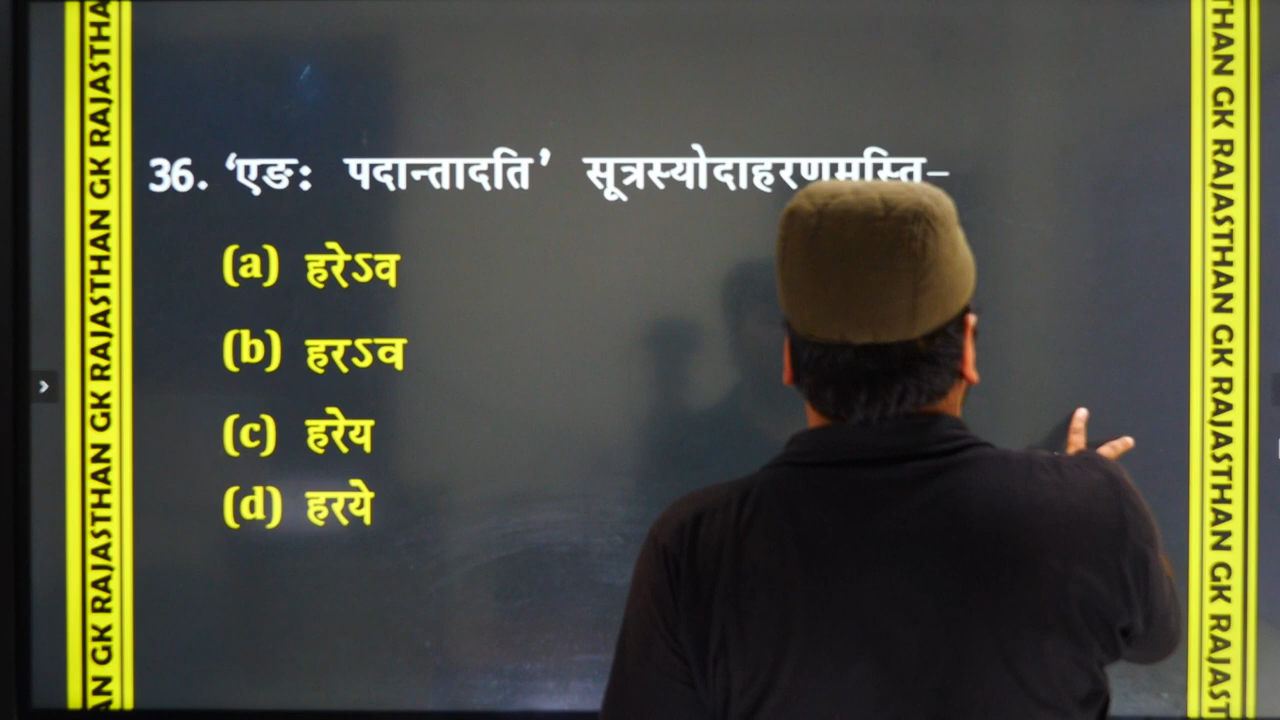 36. ‘एङः पदान्तादति’ सूत्रस्योदाहरणमस्ति–
(a) हरेऽव
(b) हरऽव
(c) हरेय
(d) हरये
AN GK RAJASTHAN GK RAJASTHAN GK RAJASTHA
THAN GK RAJASTHAN GK RAJASTHAN GK RAJAST